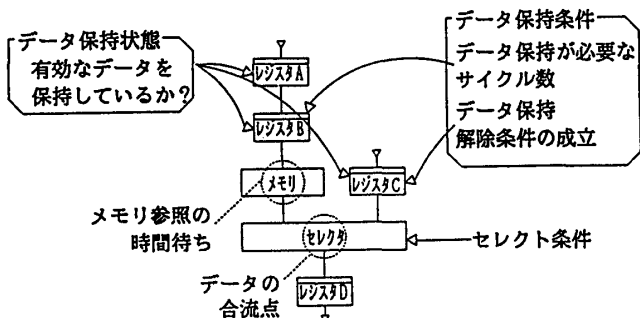 データ保持状態
有効なデータを
保持しているか?
データ保持条件
データ保持が必要な
サイクル数
データ保持
解除条件の成立
レジスタA
レジスタB
メモリ
レジスタC
メモリ参照の
時間待ち
セレクタ
セレクト条件
データの
合流点
レジスタD